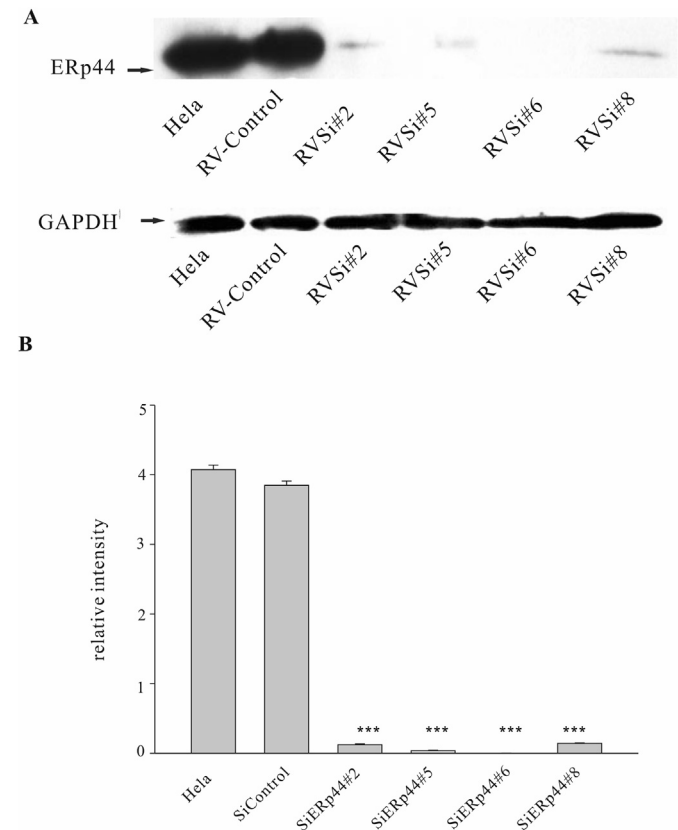 A
ERp44
Hela
RV-Control
RVSi#2
RVSi#5
RVSi#6
RVSi#8
GAPDH
Hela
RV-Control
RVSi#2
RVSi#5
RVSi#6
RVSi#8
B
relative intensity
5
4
3
2
1
0
*** *** *** ***
Hela
SiControl
SiERp44#2
SiERp44#5
SiERp44#6
SiERp44#8